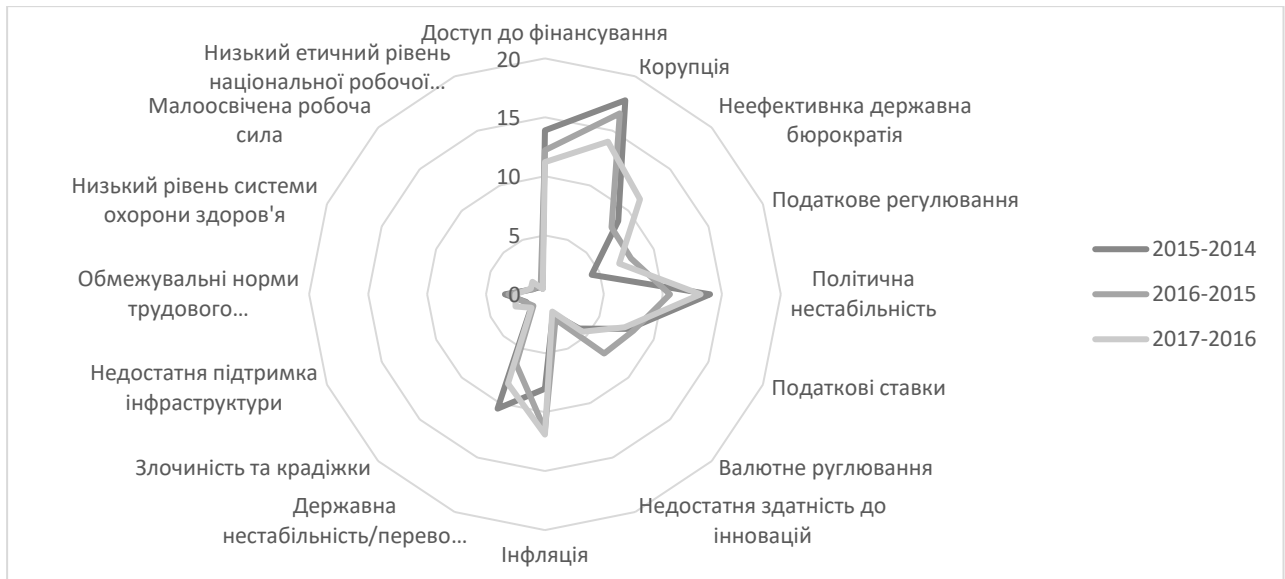 Доступ до фінансування
Корупція
Неефективнка державна
бюрократія
Податкове регулювання
Політична
нестабільність
Податкові ставки
Валютне руглювання
Недостатня здатність до
інновацій
Інфляція
Державна
нестабільність/перево...
Злочиність та крадіжки
Недостатня підтримка
інфраструктури
Обмежувальні норми
трудового...
Низький рівень системи
охорони здоров'я
Малоосвічена робоча
сила
Низький етичний рівень
національної робочої...
20
15
10
5
0
2015-2014
2016-2015
2017-2016